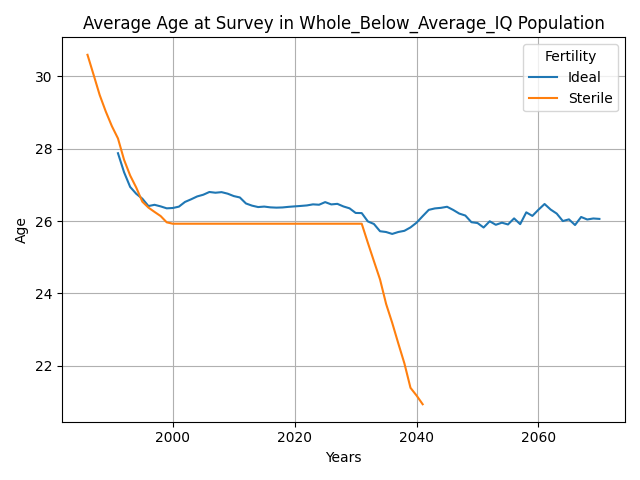 Average Age at Survey in Whole_Below_Average_IQ Population
Fertility
Ideal
Sterile
Age
30
28
26
24
22
2000
2020
2040
2060
Years